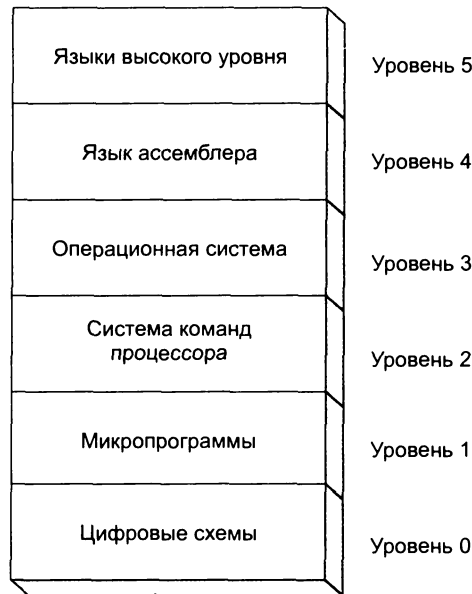 Языки высокого уровня
Уровень 5
Язык ассемблера
Уровень 4
Операционная система
Уровень 3
Система команд
процессора
Уровень 2
Микропрограммы
Уровень 1
Цифровые схемы
Уровень 0